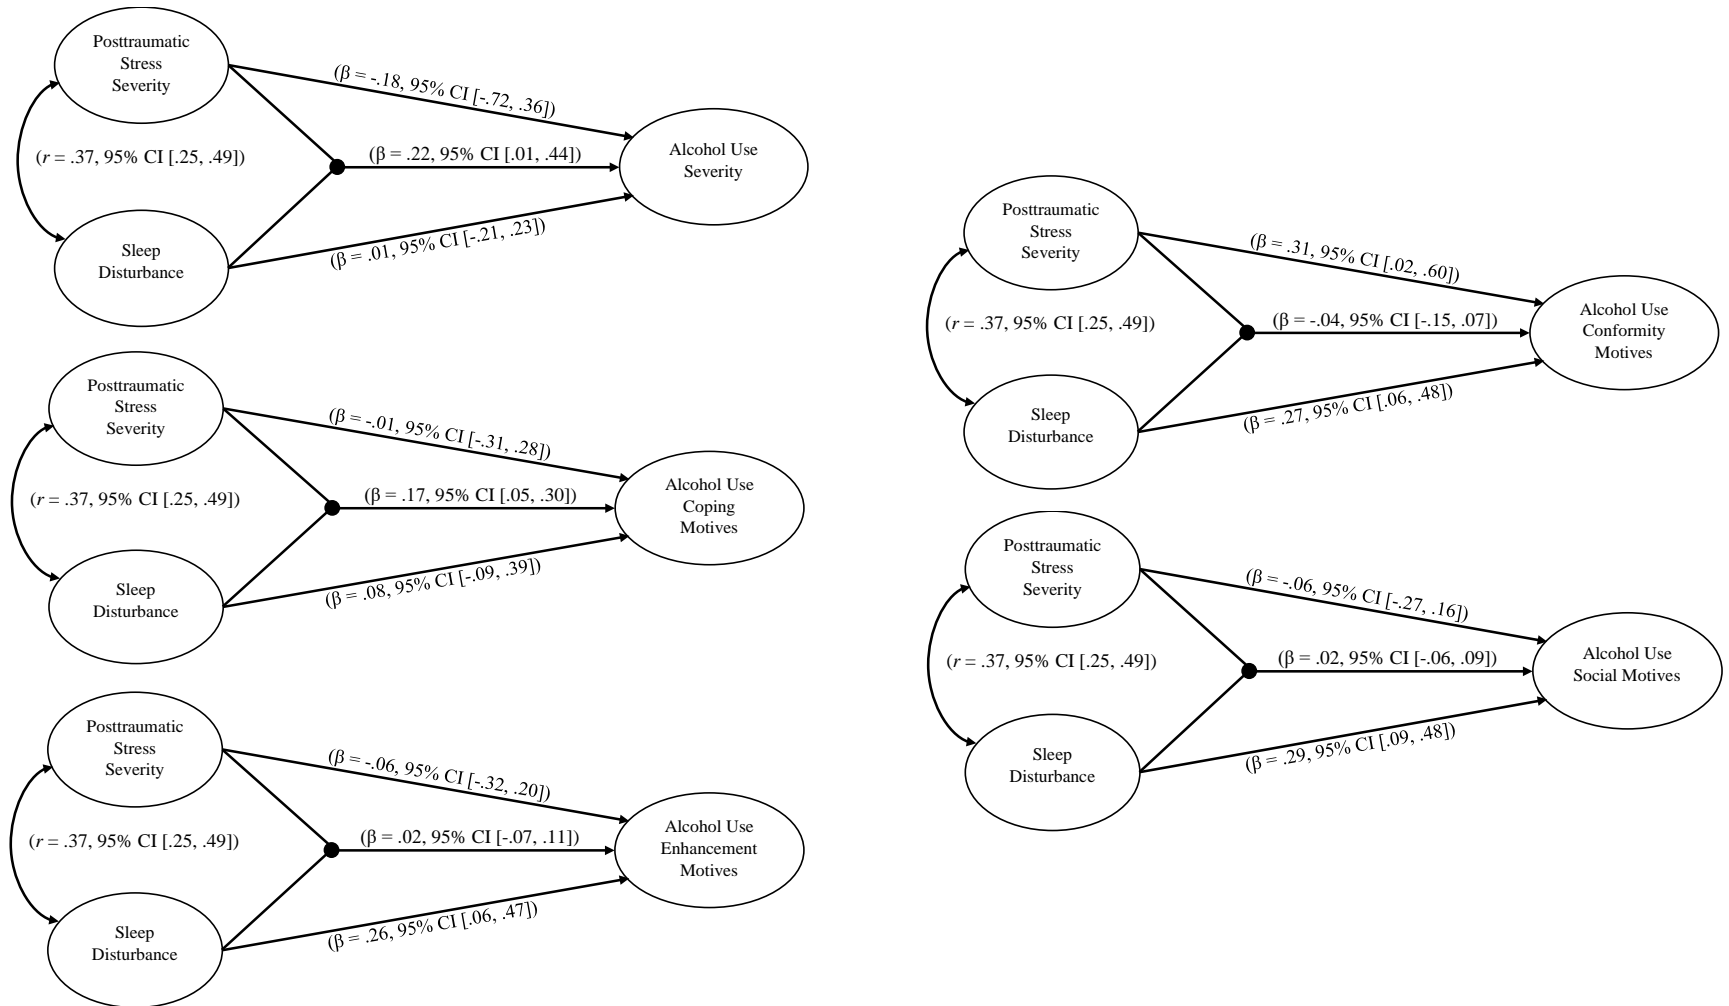 Posttraumatic
Stress
Severity
(β = -.18, 95% CI [-.72, .36])
(r = .37, 95% CI [.25, .49])
(β = .22, 95% CI [.01, .44])
Alcohol Use
Severity
Sleep
Disturbance
(β = .01, 95% CI [-.21, .23])
Posttraumatic
Stress
Severity
(β = -.01, 95% CI [-.31, .28])
(r = .37, 95% CI [.25, .49])
(β = .17, 95% CI [.05, .30])
Alcohol Use
Coping
Motives
Sleep
Disturbance
(β = .08, 95% CI [-.09, .39])
Posttraumatic
Stress
Severity
(β = -.06, 95% CI [-.32, .20])
(r = .37, 95% CI [.25, .49])
(β = .02, 95% CI [-.07, .11])
Alcohol Use
Enhancement
Motives
Sleep
Disturbance
(β = .26, 95% CI [.06, .47])
Posttraumatic
Stress
Severity
(β = .31, 95% CI [.02, .60])
(r = .37, 95% CI [.25, .49])
(β = -.04, 95% CI [-.15, .07])
Alcohol Use
Conformity
Motives
Sleep
Disturbance
(β = .27, 95% CI [.06, .48])
Posttraumatic
Stress
Severity
(β = -.06, 95% CI [-.27, .16])
(r = .37, 95% CI [.25, .49])
(β = .02, 95% CI [-.06, .09])
Alcohol Use
Social Motives
Sleep
Disturbance
(β = .29, 95% CI [.09, .48])